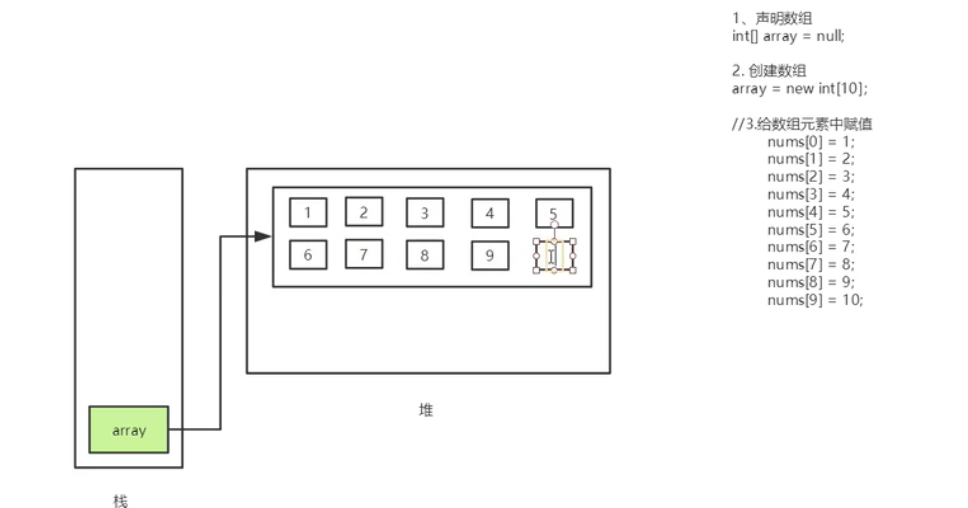 1、声明数组
int[] array = null;
2. 创建数组
array = new int[10];
//3.给数组元素中赋值
nums[0] = 1;
nums[1] = 2;
nums[2] = 3;
nums[3] = 4;
nums[4] = 5;
nums[5] = 6;
nums[6] = 7;
nums[7] = 8;
nums[8] = 9;
nums[9] = 10;
1 2 3 4 5
6 7 8 9
array
堆
栈